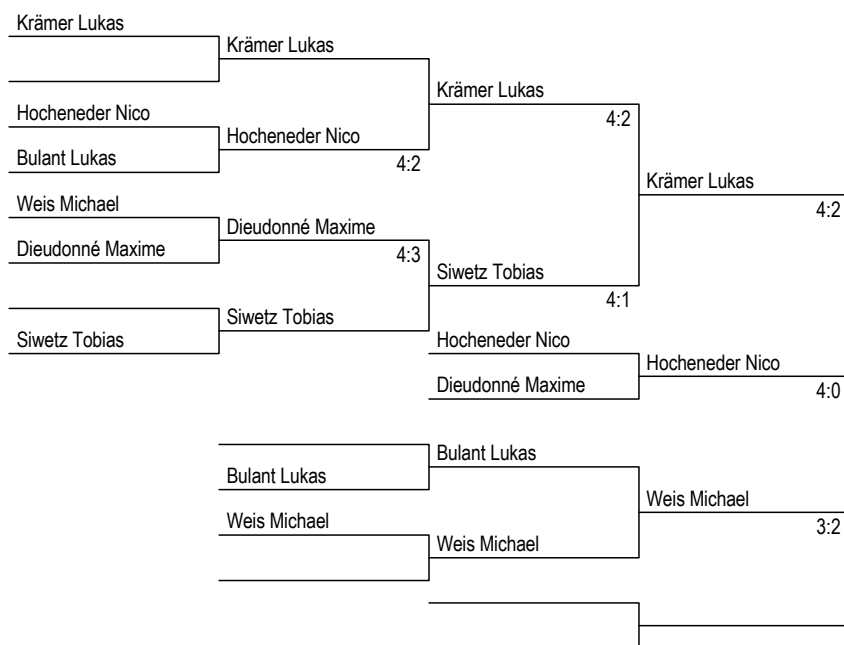 Krämer Lukas
Krämer Lukas
Krämer Lukas
4:2
Hocheneder Nico
Hocheneder Nico
4:2
Bulant Lukas
Krämer Lukas
4:2
Weis Michael
Dieudonné Maxime
4:3
Dieudonné Maxime
Siwetz Tobias
4:1
Siwetz Tobias
Siwetz Tobias
Hocheneder Nico
Hocheneder Nico
4:0
Dieudonné Maxime
Bulant Lukas
Bulant Lukas
Weis Michael
3:2
Weis Michael
Weis Michael